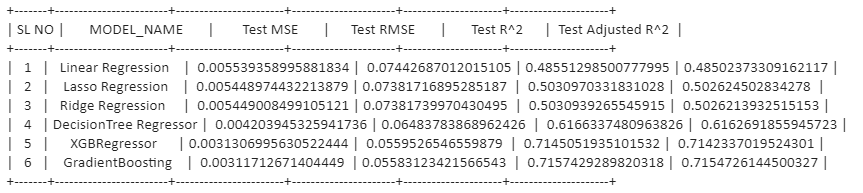 +-------+-----------------------+---------------------+--------------------+--------------------+--------------------+
| SL NO | MODEL_NAME | Test MSE | Test RMSE | Test R^2 | Test Adjusted R^2 |
+-------+-----------------------+---------------------+--------------------+--------------------+--------------------+
| 1 | Linear Regression | 0.005539358995881834 | 0.07442687012015105 | 0.48551298500777995 | 0.48502373309162117 |
| 2 | Lasso Regression | 0.005448974432213879 | 0.07381716895285187 | 0.5030970331831028 | 0.502624502834278 |
| 3 | Ridge Regression | 0.005449008499105121 | 0.07381739970430495 | 0.5030939265545915 | 0.5026213932515153 |
| 4 | DecisionTree Regressor | 0.004203945325941736 | 0.06483783868962426 | 0.6166337480963826 | 0.6162691855945723 |
| 5 | XGBRegressor | 0.0031306995630522444 | 0.0559526546559879 | 0.7145051935101532 | 0.7142337019524301 |
| 6 | GradientBoosting | 0.00311712671404449 | 0.05583123421566543 | 0.7157429289820318 | 0.7154726144500327 |
+-------+-----------------------+---------------------+--------------------+--------------------+--------------------+